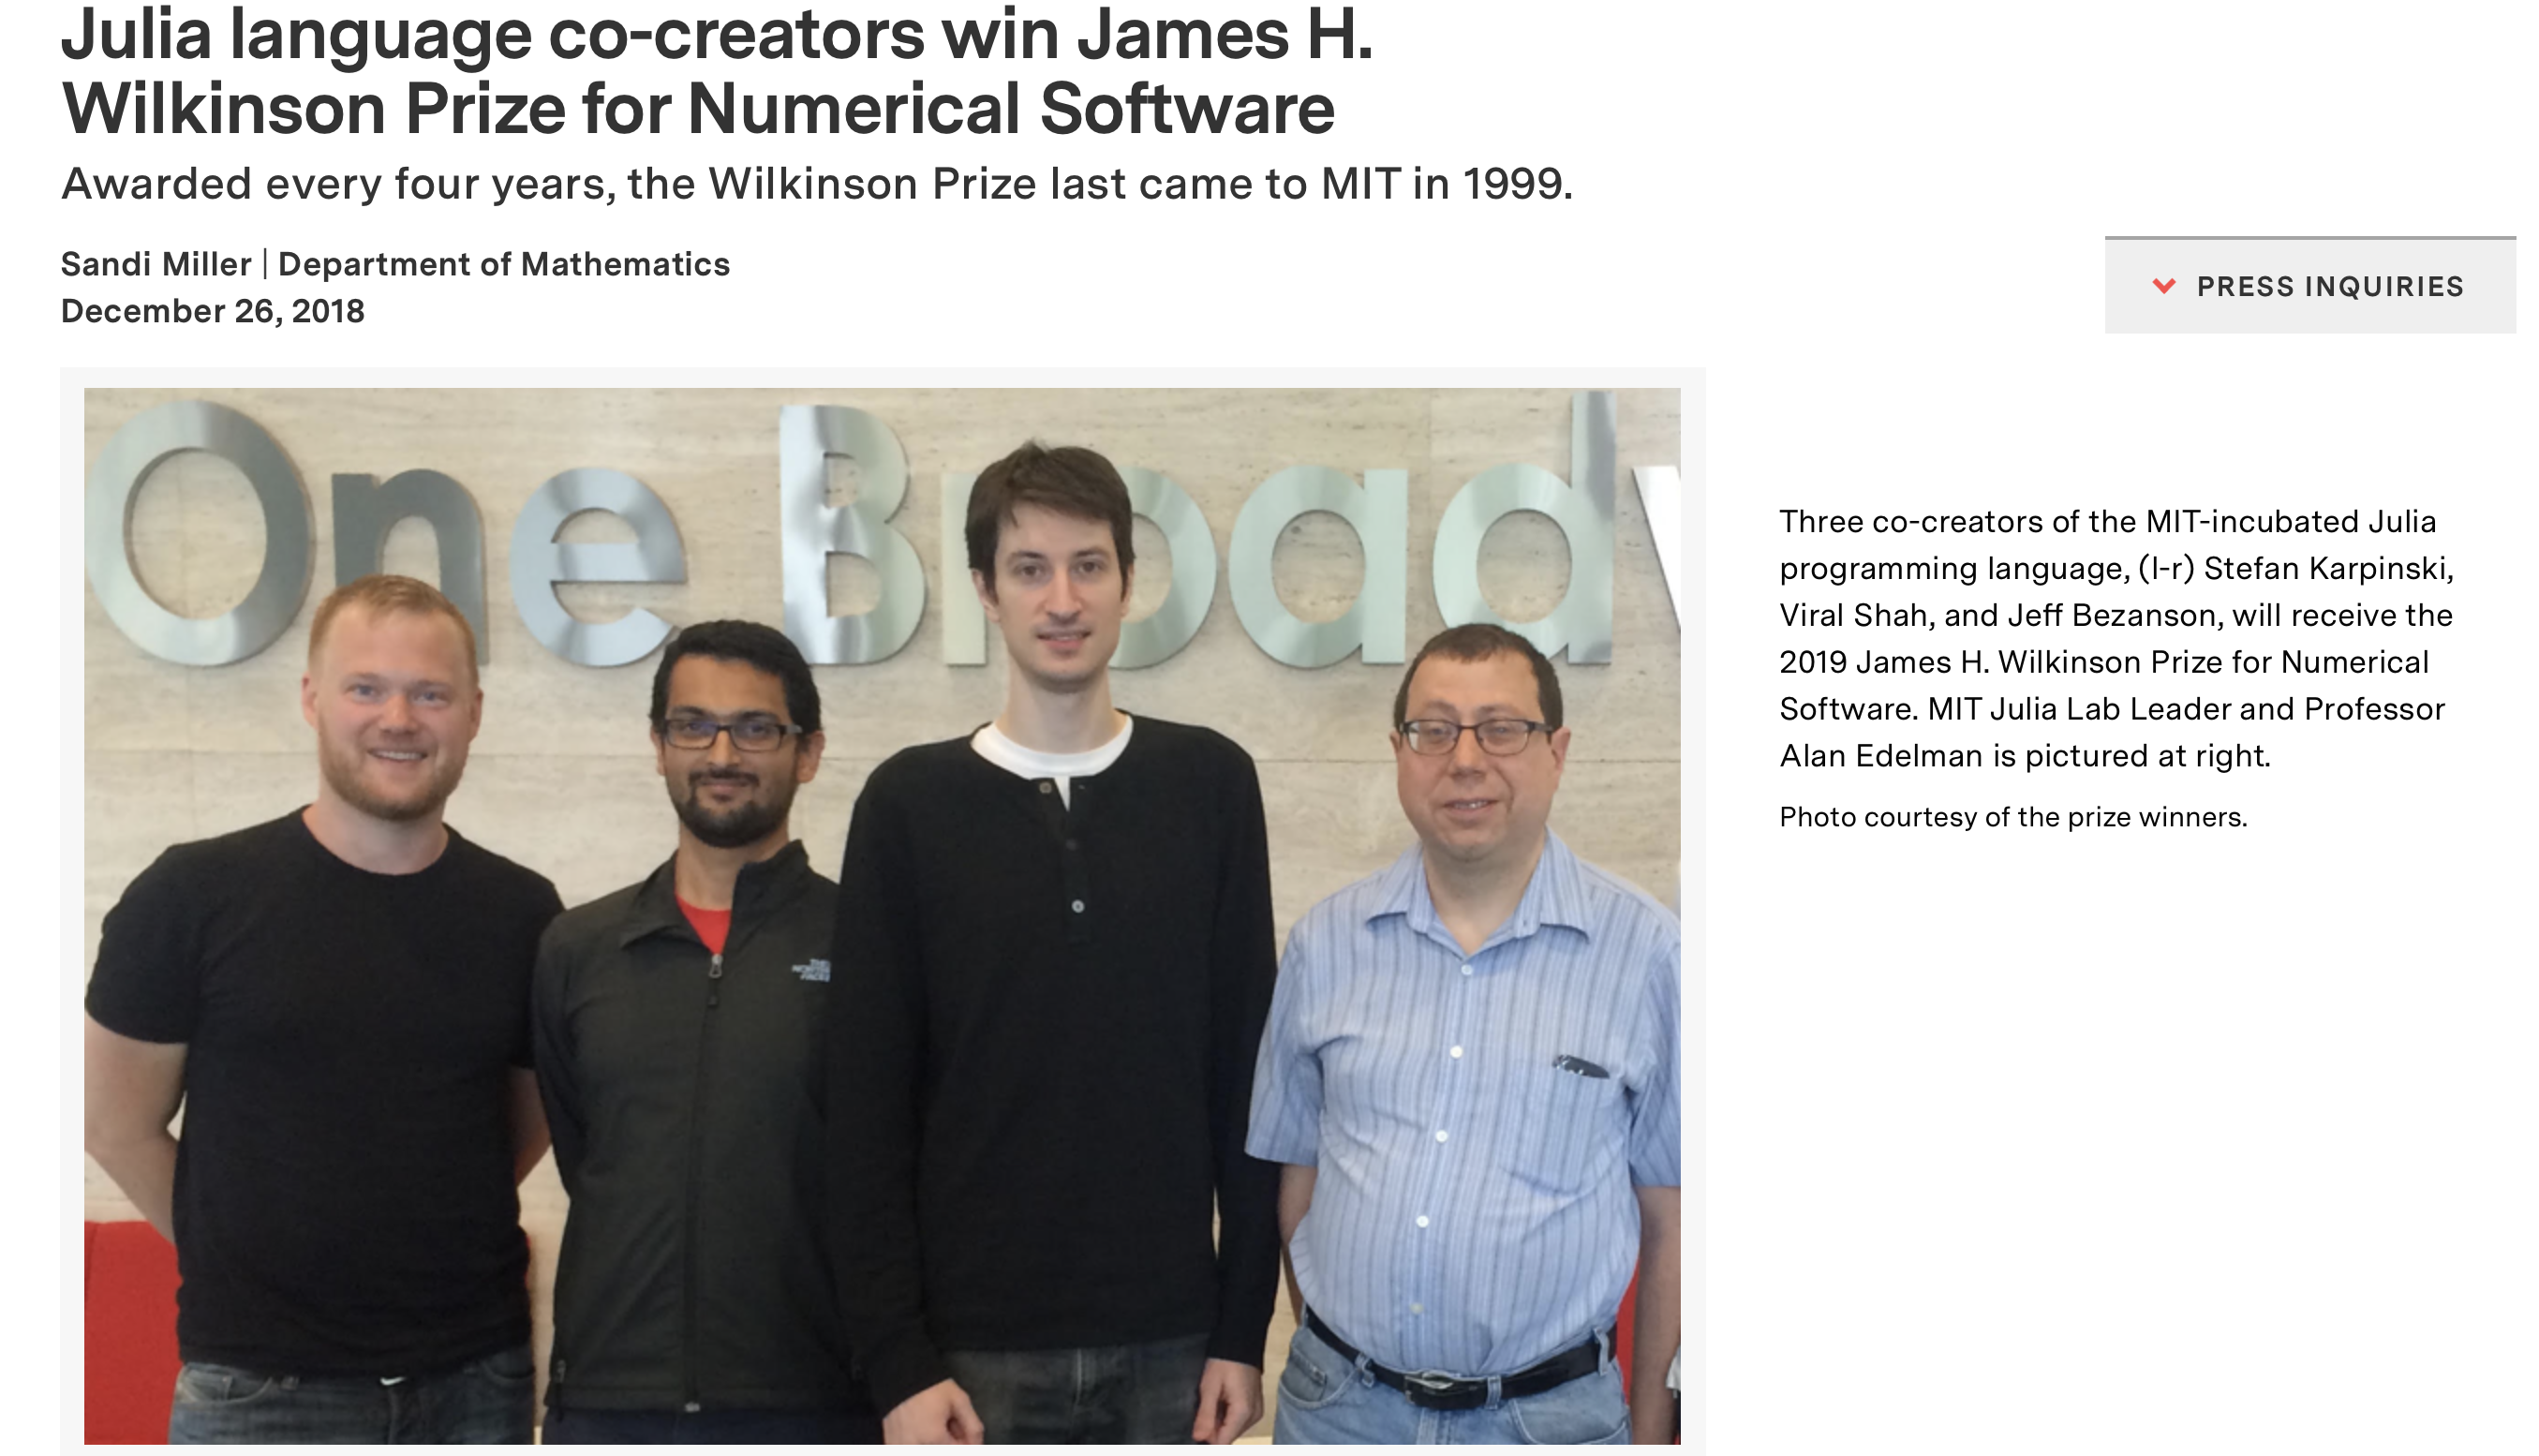 Julia language co-creators win James H.
Wilkinson Prize for Numerical Software
Awarded every four years, the Wilkinson Prize last came to MIT in 1999.
Sandi Miller | Department of Mathematics
December 26, 2018
PRESS INQUIRIES
One Broadw
THE
NORTH
FACE
Three co-creators of the MIT-incubated Julia
programming language, (l-r) Stefan Karpinski,
Viral Shah, and Jeff Bezanson, will receive the
2019 James H. Wilkinson Prize for Numerical
Software. MIT Julia Lab Leader and Professor
Alan Edelman is pictured at right.
Photo courtesy of the prize winners.